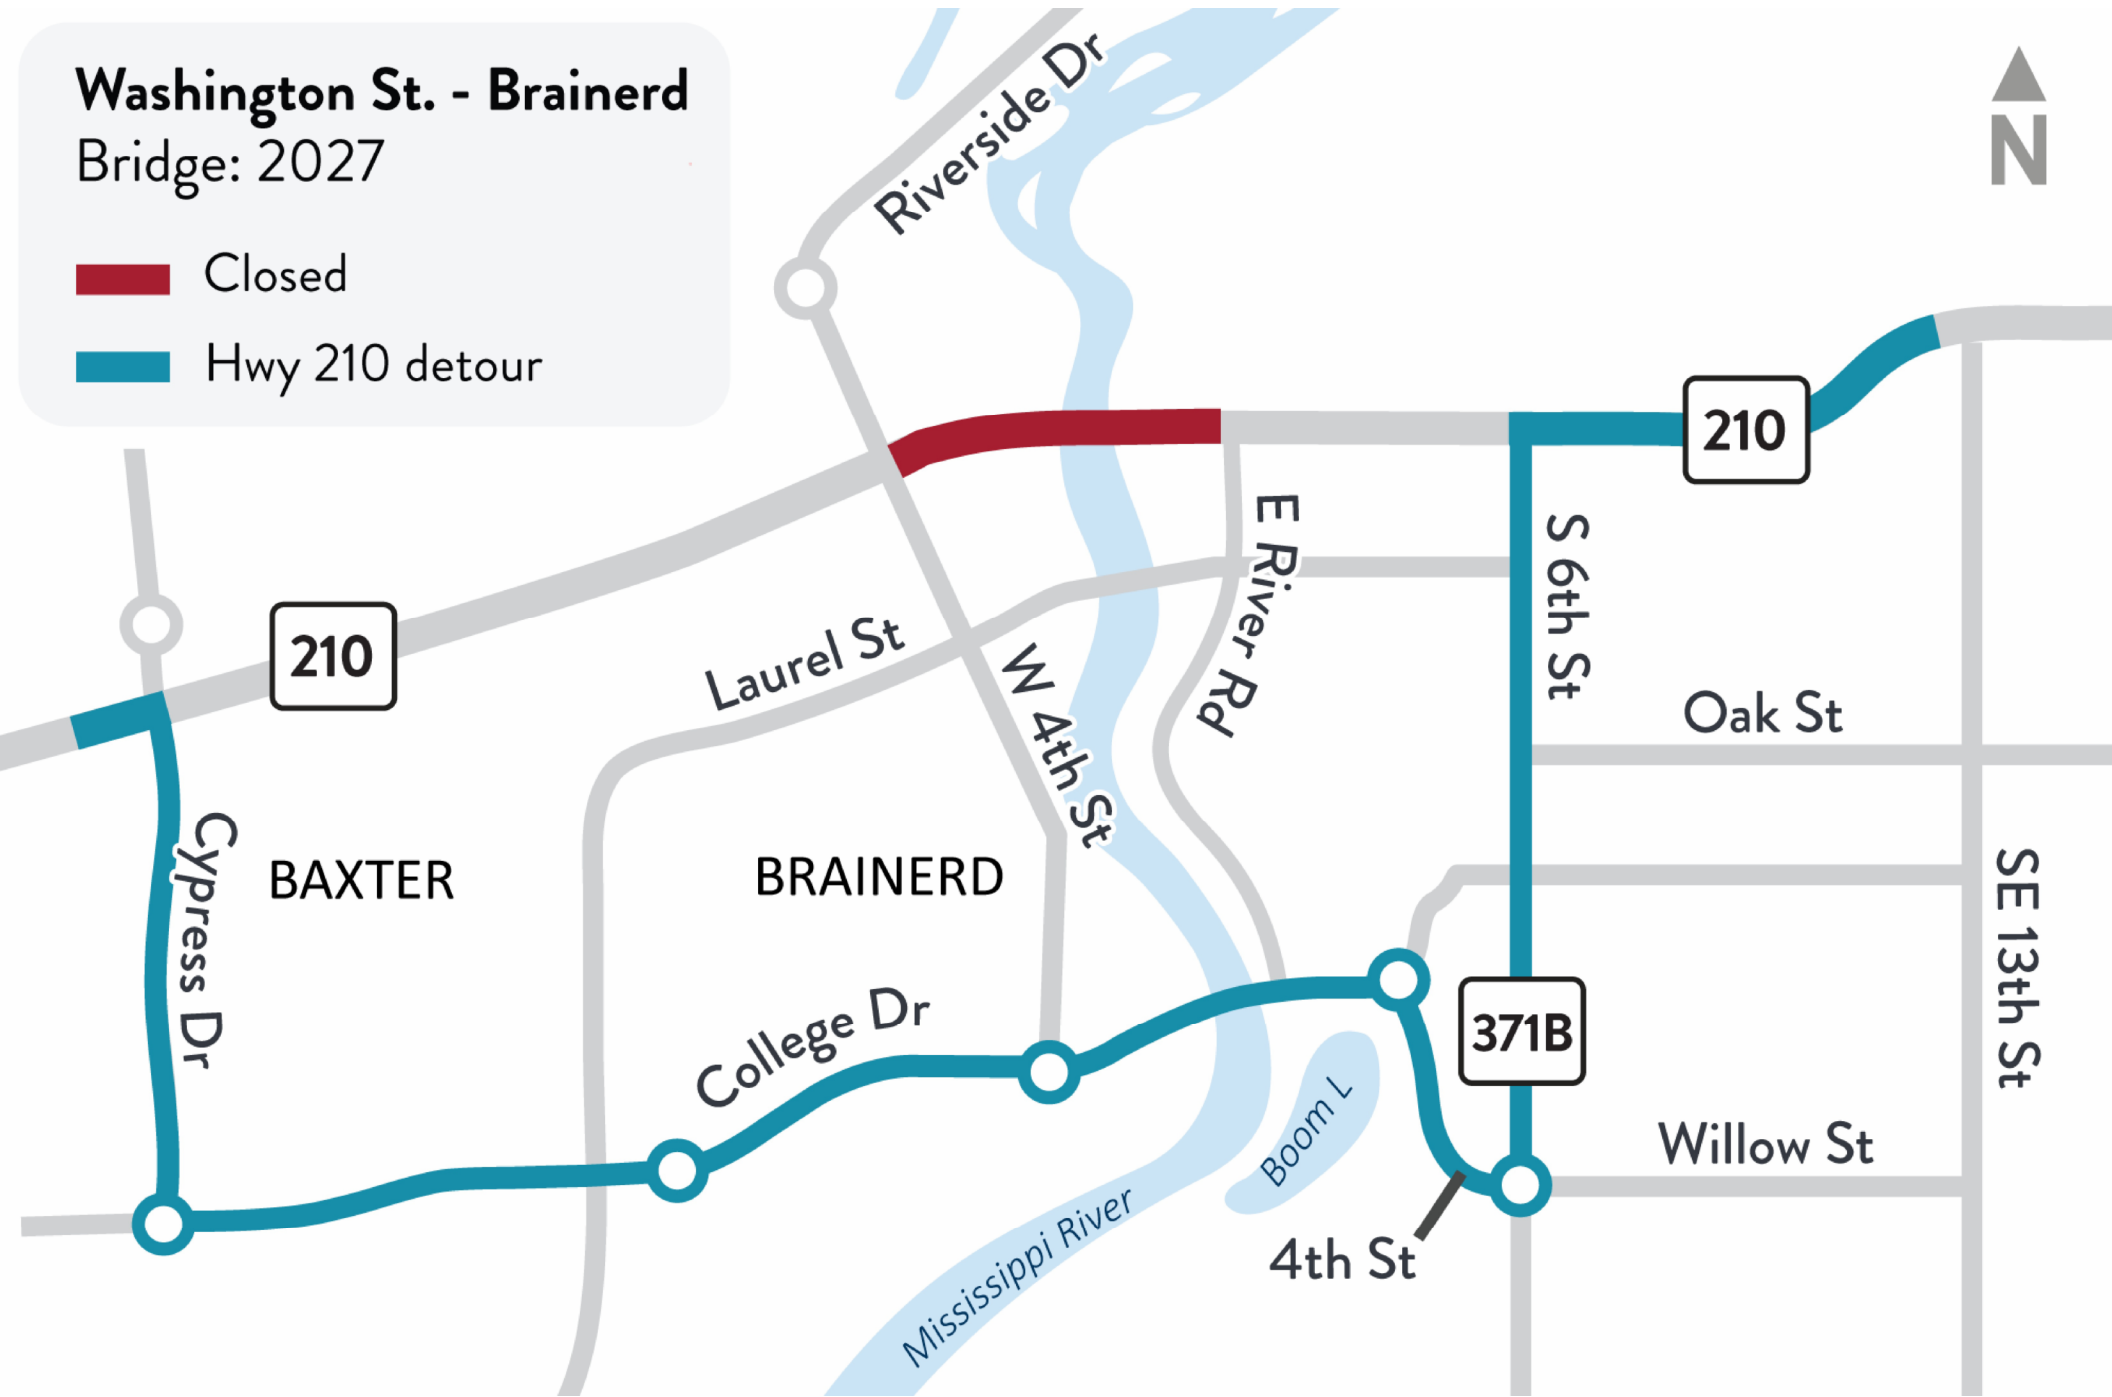 Washington St. - Brainerd
Bridge: 2027
Closed
Hwy 210 detour
N
Riverside Dr
210
210
E River Rd
S 6th St
Laurel St
W 4th St
Oak St
Cypress Dr
BAXTER
BRAINERD
SE 13th St
College Dr
371B
Boom L
Willow St
Mississippi River
4th St